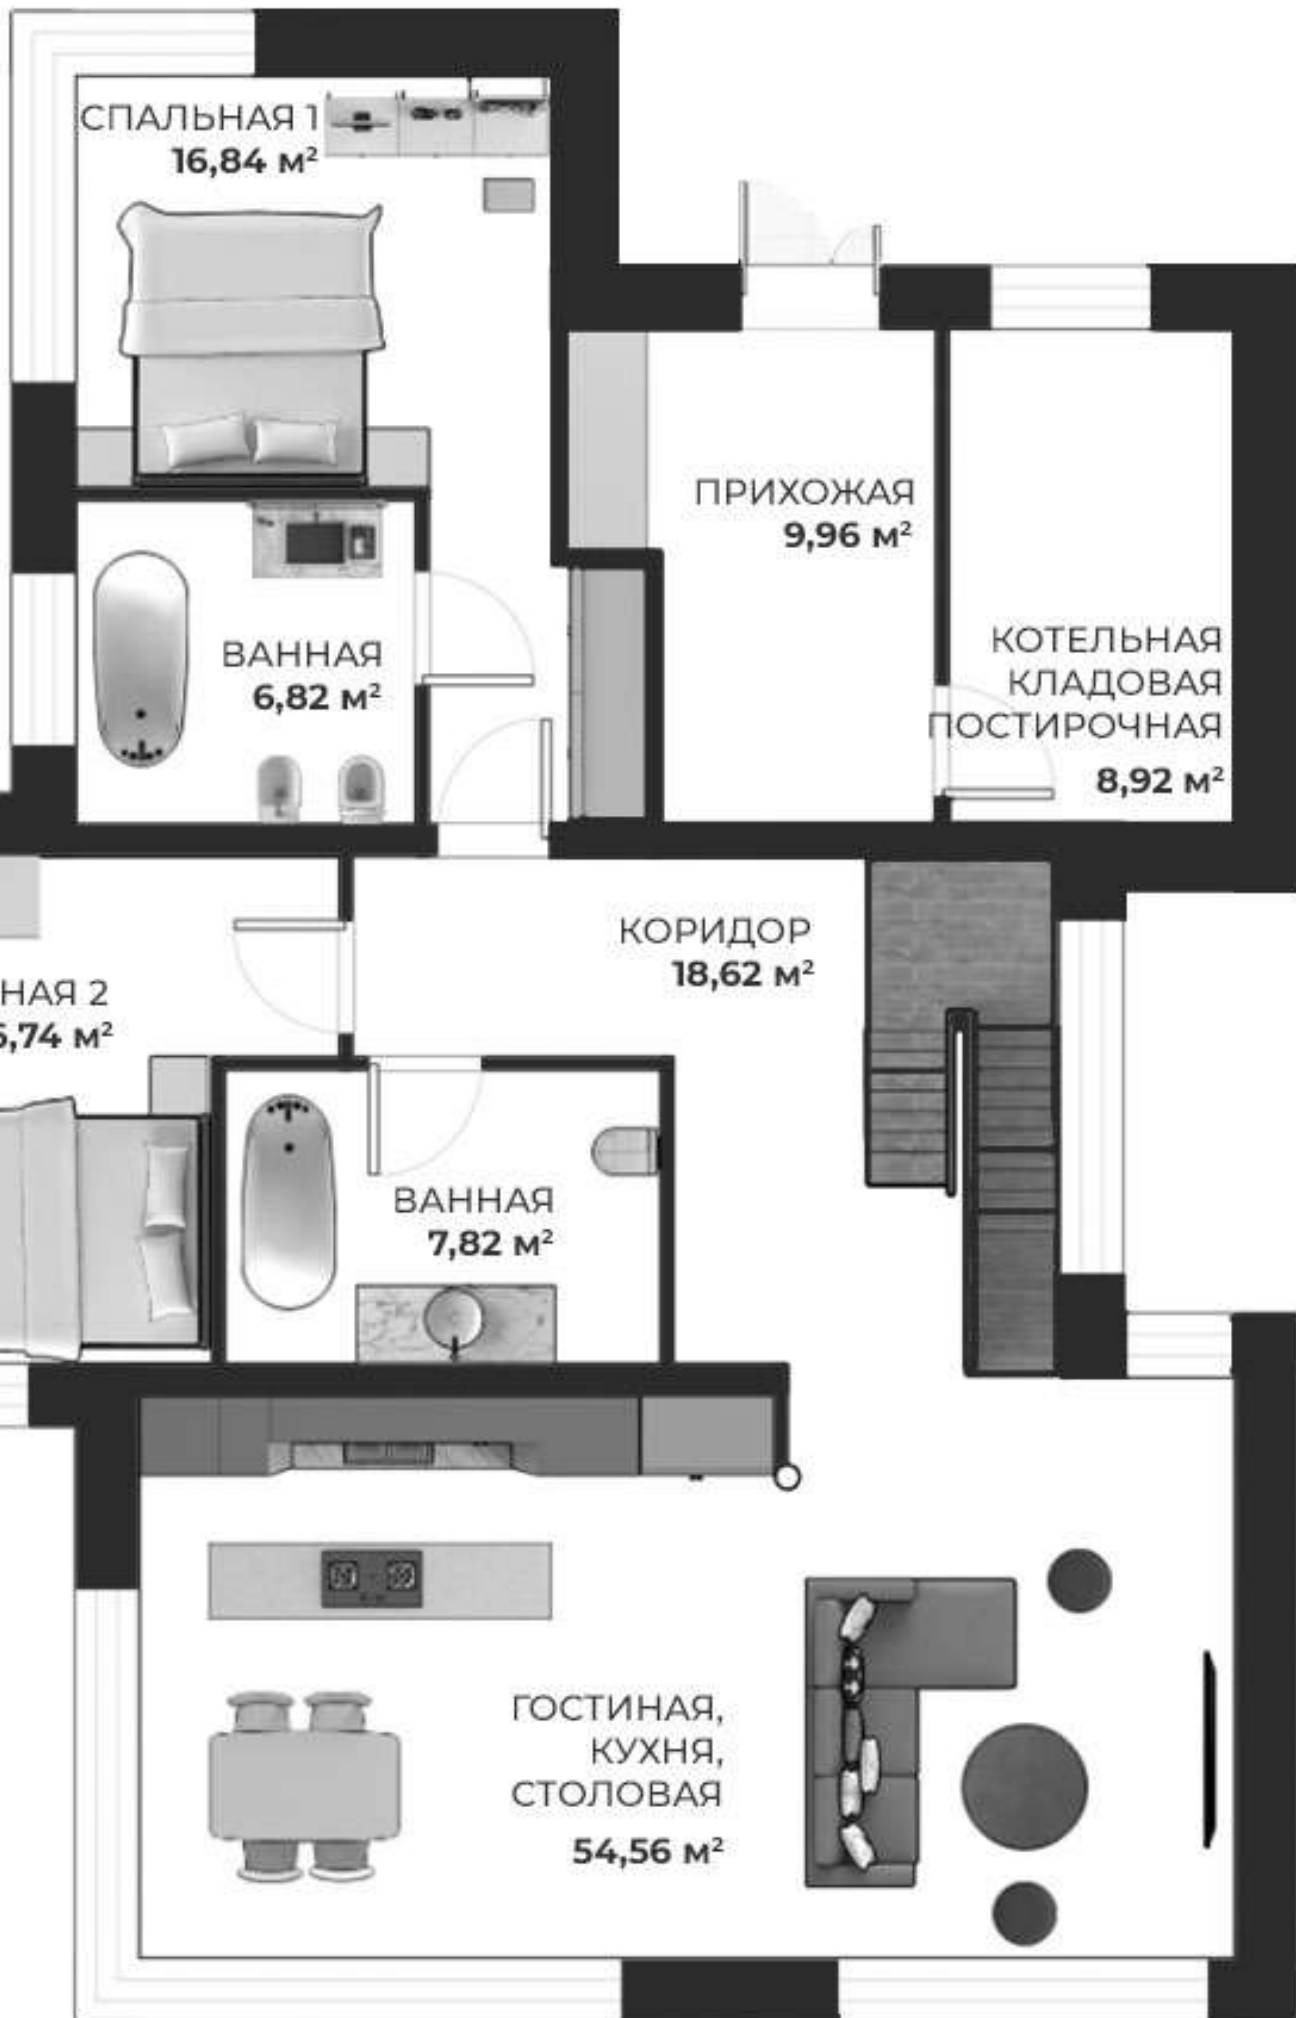 СПАЛЬНАЯ 1
16,84 м²
ПРИХОЖАЯ
9,96 м²
ВАННАЯ
6,82 м²
КОТЕЛЬНАЯ
КЛАДОВАЯ
ПОСТИРОЧНАЯ
8,92 м²
КОРИДОР
18,62 м²
НАЯ 2
6,74 м²
ВАННАЯ
7,82 м²
ГОСТИНАЯ,
КУХНЯ,
СТОЛОВАЯ
54,56 м²